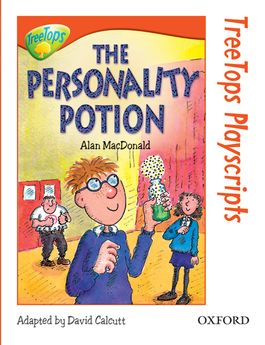 TreeTops
THE
PERSONALITY
POTION
Alan MacDonald
TreeTops Playscripts
Adapted by David Calcutt
OXFORD